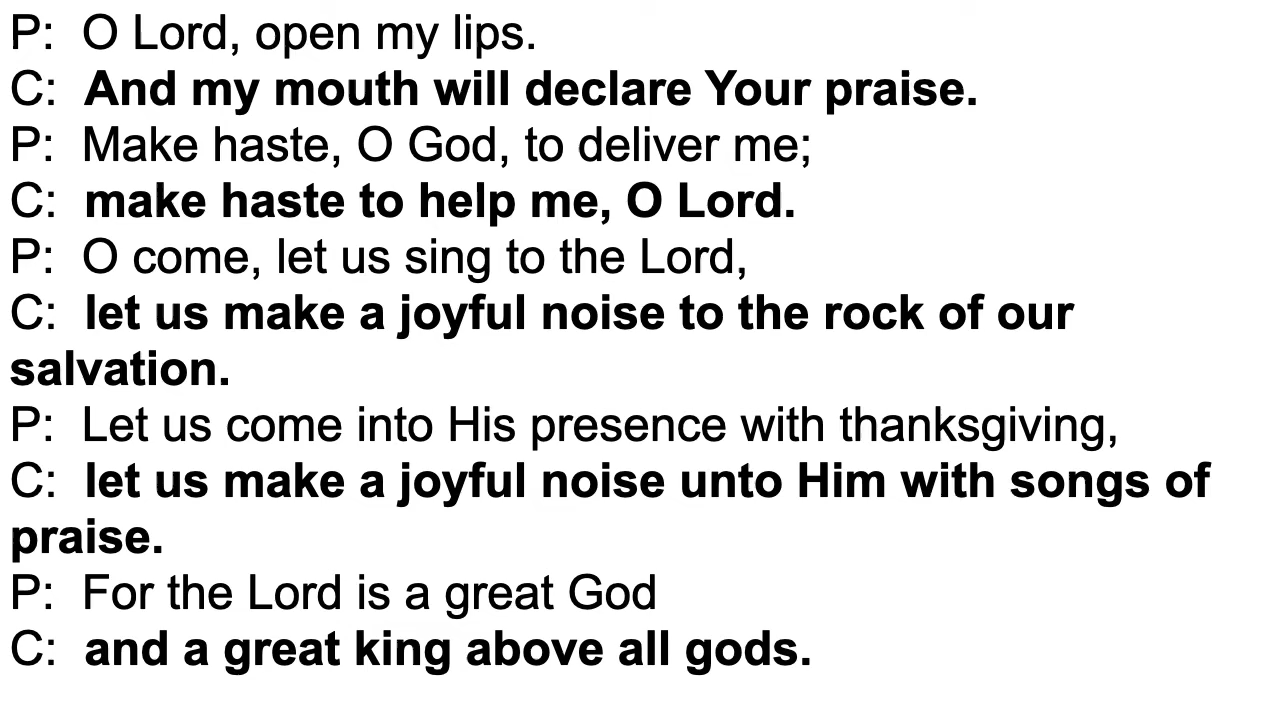 P:  O Lord, open my lips.
C:  And my mouth will declare Your praise.
P:  Make haste, O God, to deliver me;
C:  make haste to help me, O Lord.
P:  O come, let us sing to the Lord,
C:  let us make a joyful noise to the rock of our
salvation.
P:  Let us come into His presence with thanksgiving,
C:  let us make a joyful noise unto Him with songs of
praise.
P:  For the Lord is a great God
C:  and a great king above all gods.